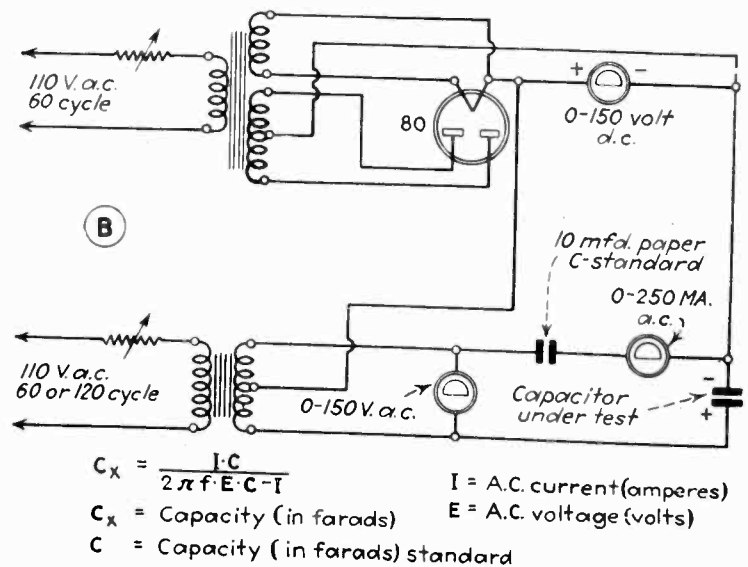 110 V. a.c.
60 cycle
80
+ -
0-150 volt
d.c.
B
10 mfd. paper
C-standard
0-250 MA.
a.c.
110 V. a.c.
60 or 120 cycle
0-150 V. a.c.
Capacitor
under test
-
+
Cx = I·C / 2πf·E·C-I
I = A.C. current (amperes)
Cx = Capacity (in farads)
E = A.C. voltage (volts)
C = Capacity (in farads) standard